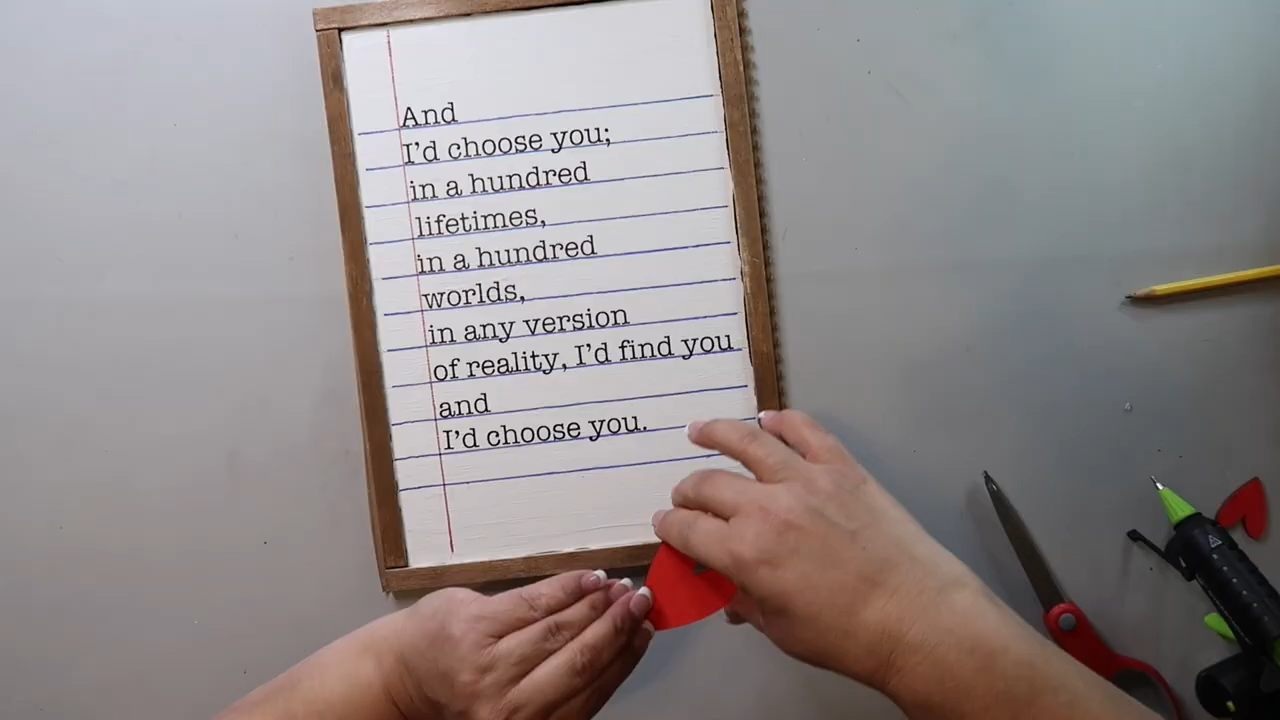 And
I'd choose you;
in a hundred
lifetimes,
in a hundred
worlds,
in any version
of reality, I'd find you
and
I'd choose you.